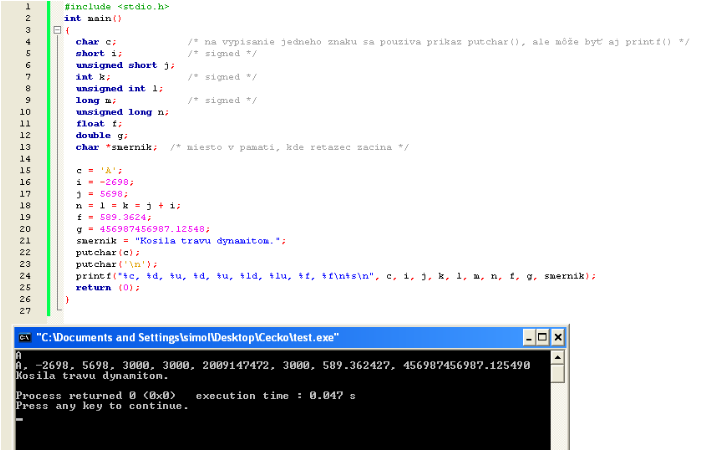 1 #include <stdio.h>
2 int main()
3 {
4 char c; /* na vypisanie jedneho znaku sa pouziva prikaz putchar(), ale môže byť aj printf() */
5 short i; /* signed */
6 unsigned short j;
7 int k; /* signed */
8 unsigned int l;
9 long m; /* signed */
10 unsigned long n;
11 float f;
12 double g;
13 char *smernik; /* miesto v pamati, kde retazec zacina */
14
15 c = 'A';
16 i = -2698;
17 j = 5698;
18 n = l = k = j + i;
19 f = 589.3624;
20 g = 456987456987.12548;
21 smernik = "Kosila travu dynamitom.";
22 putchar(c);
23 putchar('\n');
24 printf("%c, %d, %u, %d, %u, %ld, %lu, %f, %f\n%s\n", c, i, j, k, l, m, n, f, g, smernik);
25 return (0);
26 }
27
"C:\Documents and Settings\simol\Desktop\Cecko\test.exe"
A
A, -2698, 5698, 3000, 3000, 2009147472, 3000, 589.362427, 456987456987.125490
Kosila travu dynamitom.
Process returned 0 (0x0) execution time : 0.047 s
Press any key to continue.